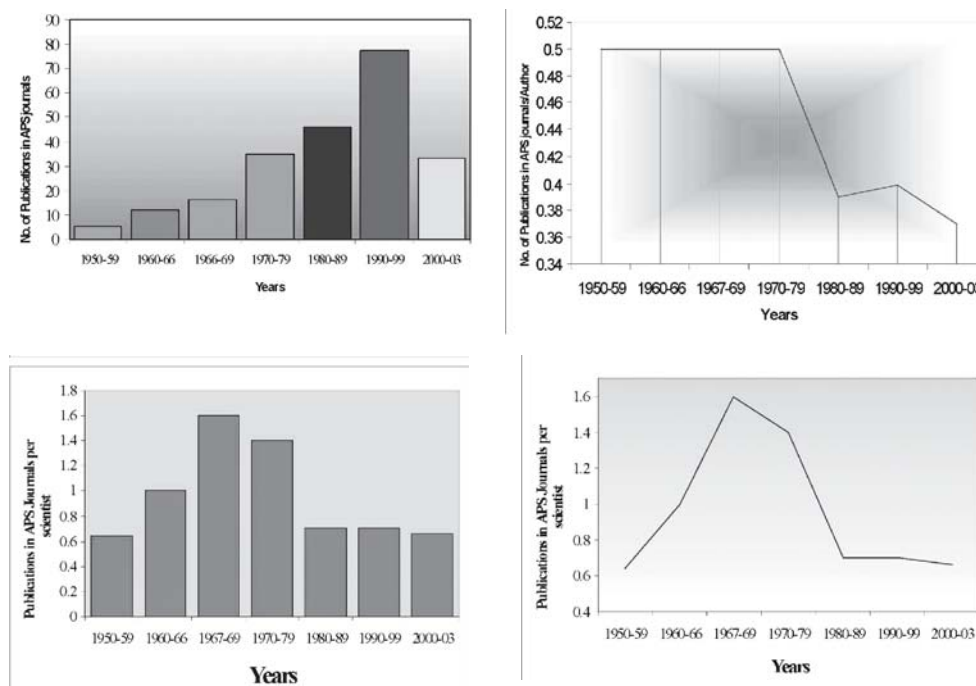 No. of Publications in APS journals
90
80
70
60
50
40
30
20
10
0
1950-59 1960-66 1966-69 1970-79 1980-89 1990-99 2000-03
Years
No. of Publications in APS journals/Author
0.52
0.5
0.48
0.46
0.44
0.42
0.4
0.38
0.36
0.34
1950-59 1960-66 1967-69 1970-79 1980-89 1990-99 2000-03
Years
Publications in APS Journals per
scientist
1.8
1.6
1.4
1.2
1
0.8
0.6
0.4
0.2
0
1950-59 1960-66 1967-69 1970-79 1980-89 1990-99 2000-03
Years
Publications in APS Journals per
scientist
1.6
1.4
1.2
1
0.8
0.6
0.4
1950-59 1960-66 1967-69 1970-79 1980-89 1990-99 2000-03
Years